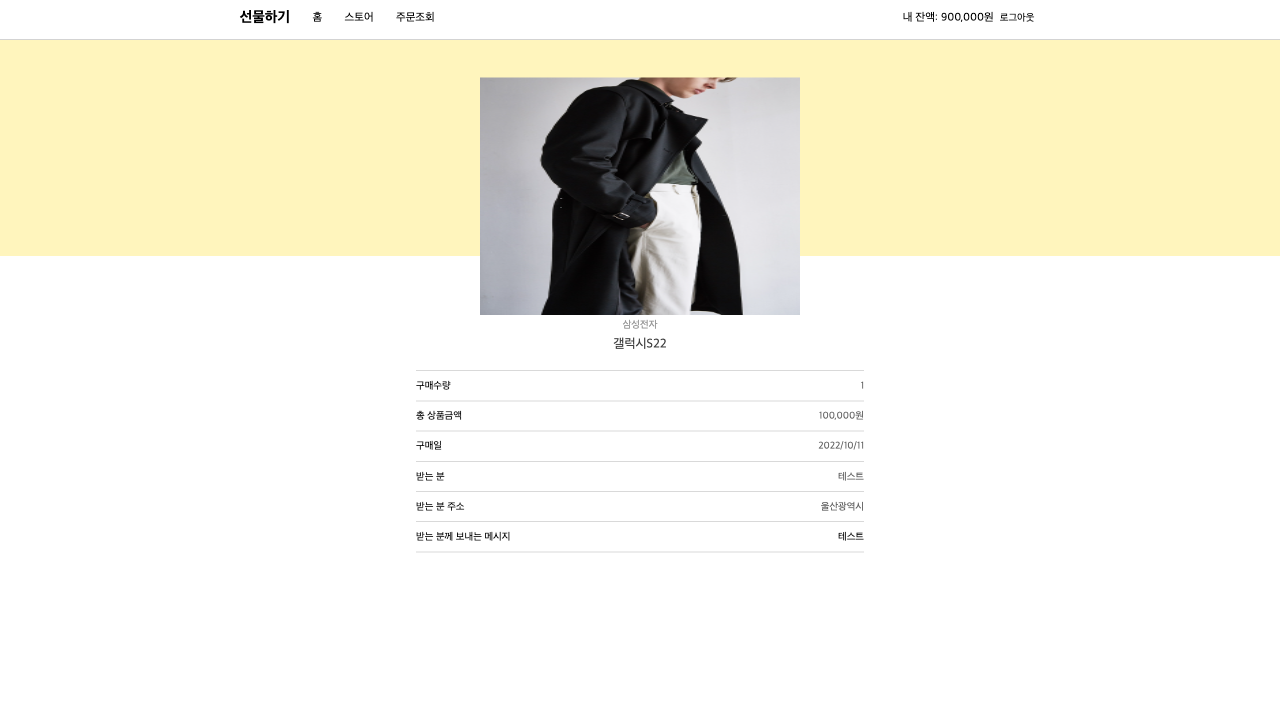 선물하기 홈 스토어 주문조회 내 잔액: 900,000원 로그아웃
삼성전자
갤럭시S22
구매수량 1
총 상품금액 100,000원
구매일 2022/10/11
받는 분 테스트
받는 분 주소 울산광역시
받는 분께 보내는 메시지 테스트